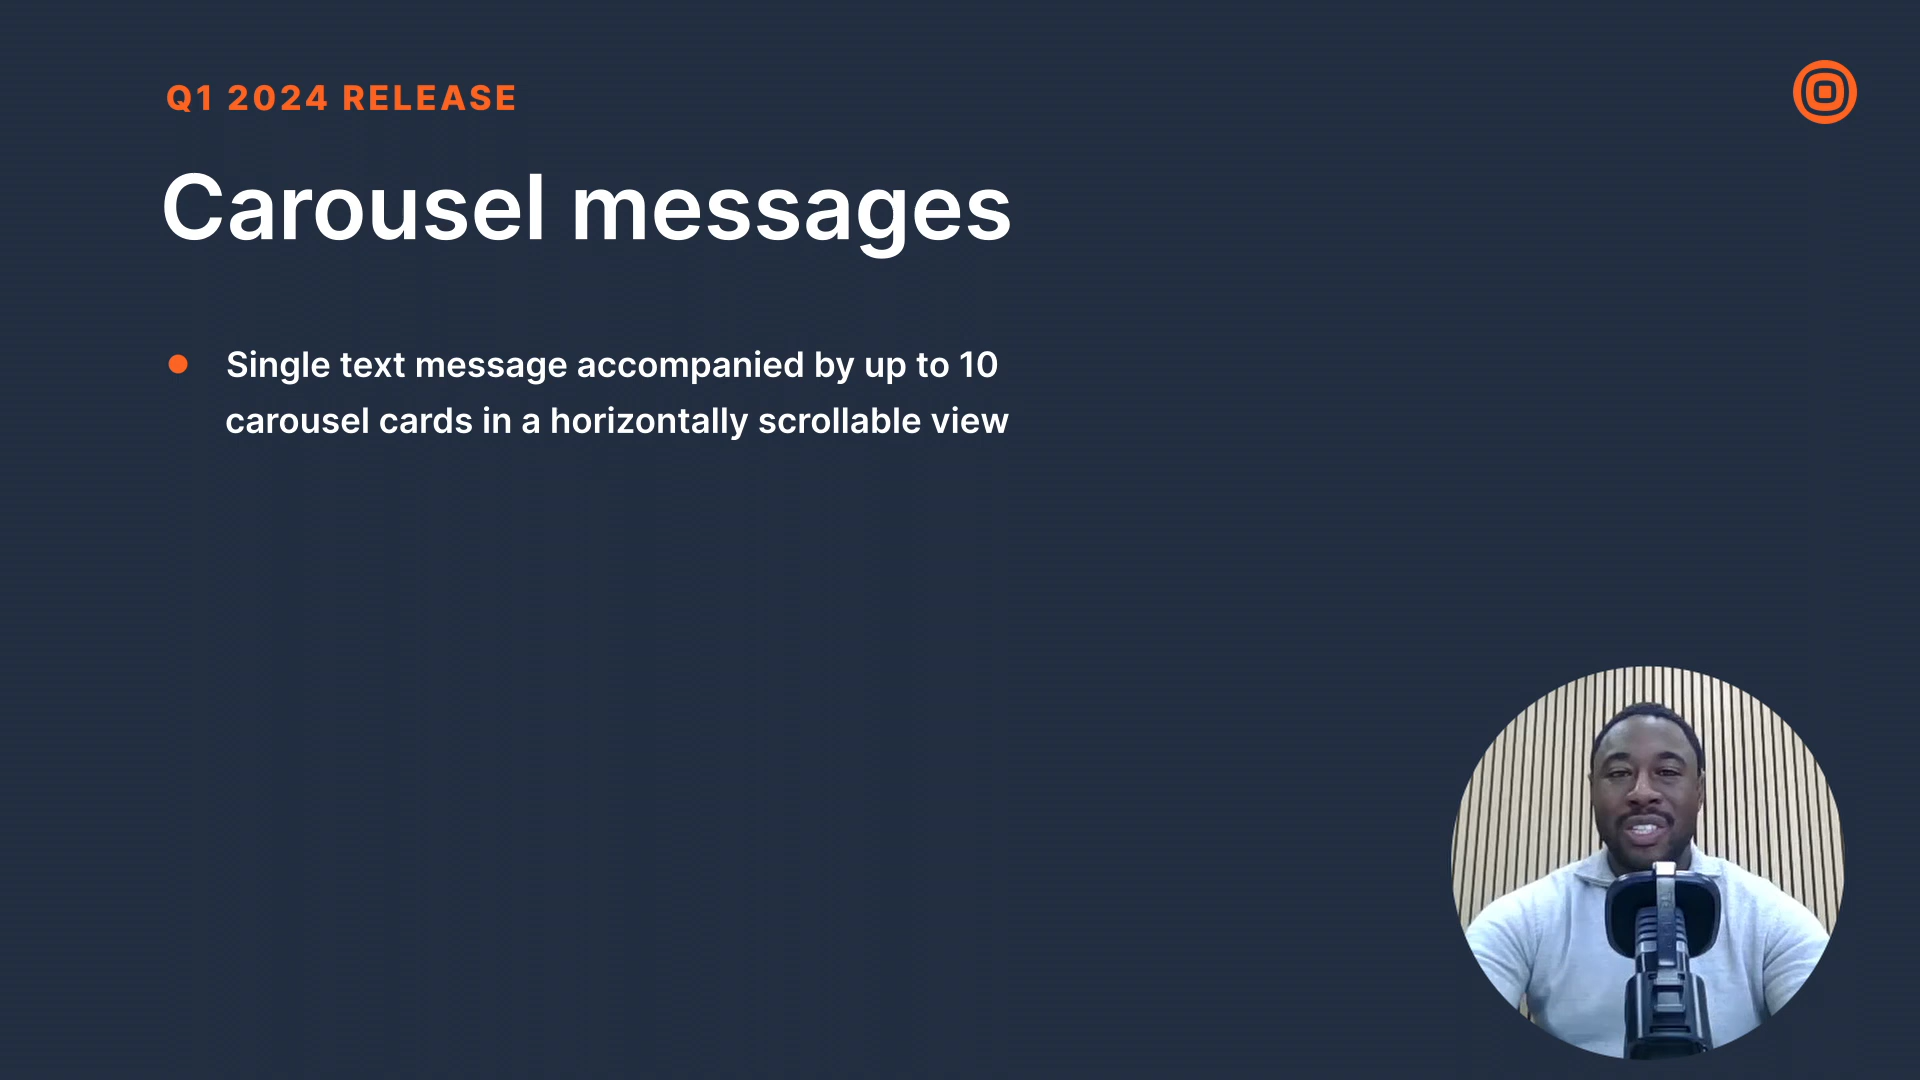 Q1 2024 RELEASE
Carousel messages
Single text message accompanied by up to 10
carousel cards in a horizontally scrollable view